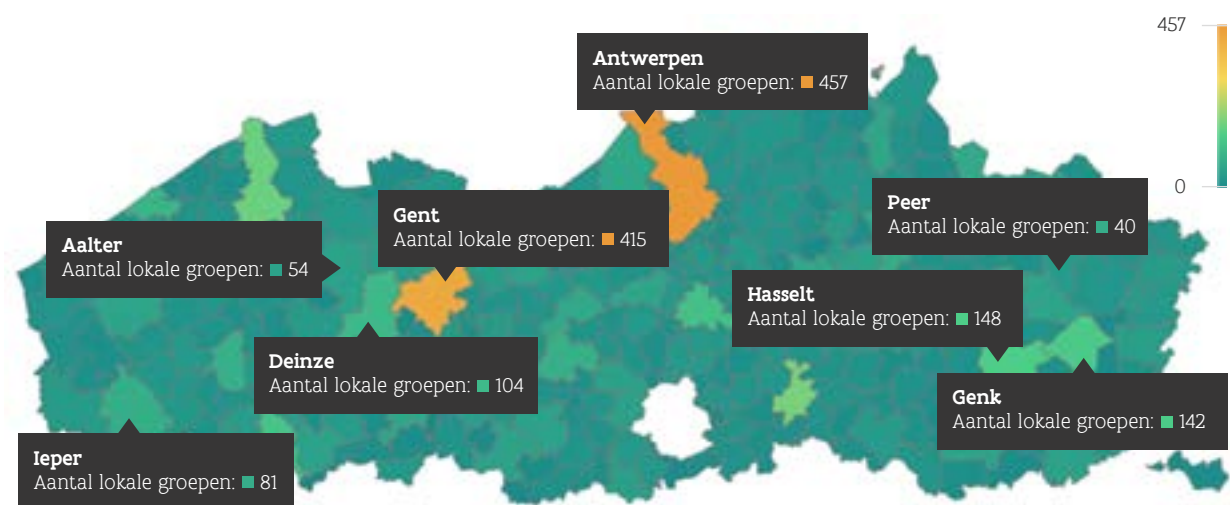 457
Antwerpen
Aantal lokale groepen: 457
0
Peer
Aantal lokale groepen: 40
Gent
Aantal lokale groepen: 415
Aalter
Aantal lokale groepen: 54
Hasselt
Aantal lokale groepen: 148
Deinze
Aantal lokale groepen: 104
Genk
Aantal lokale groepen: 142
Ieper
Aantal lokale groepen: 81